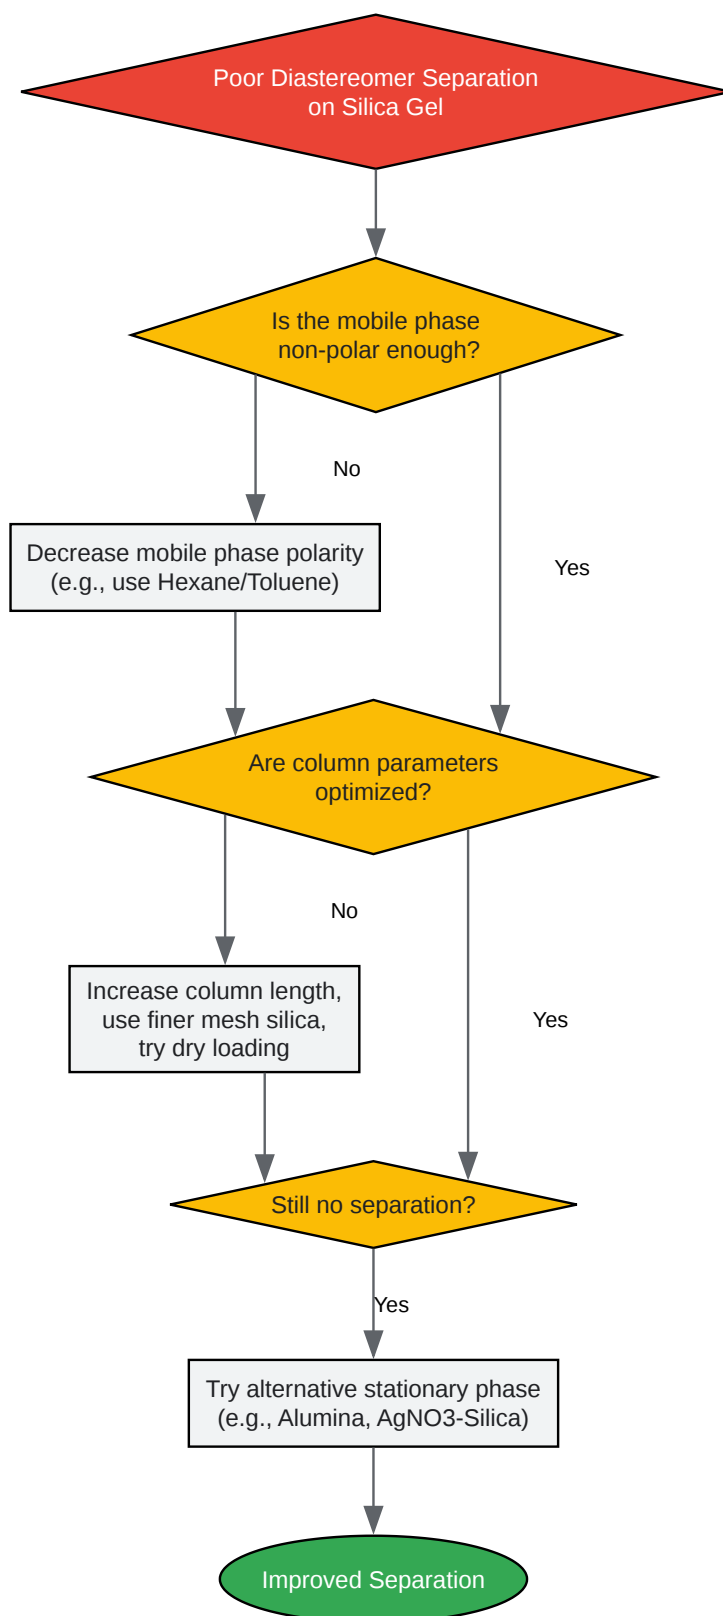 Poor Diastereomer Separation
on Silica Gel
Is the mobile phase
non-polar enough?
No
Decrease mobile phase polarity
(e.g., use Hexane/Toluene)
Yes
Are column parameters
optimized?
No
Increase column length,
use finer mesh silica,
try dry loading
Yes
Still no separation?
Yes
Try alternative stationary phase
(e.g., Alumina, AgNO3-Silica)
Improved Separation